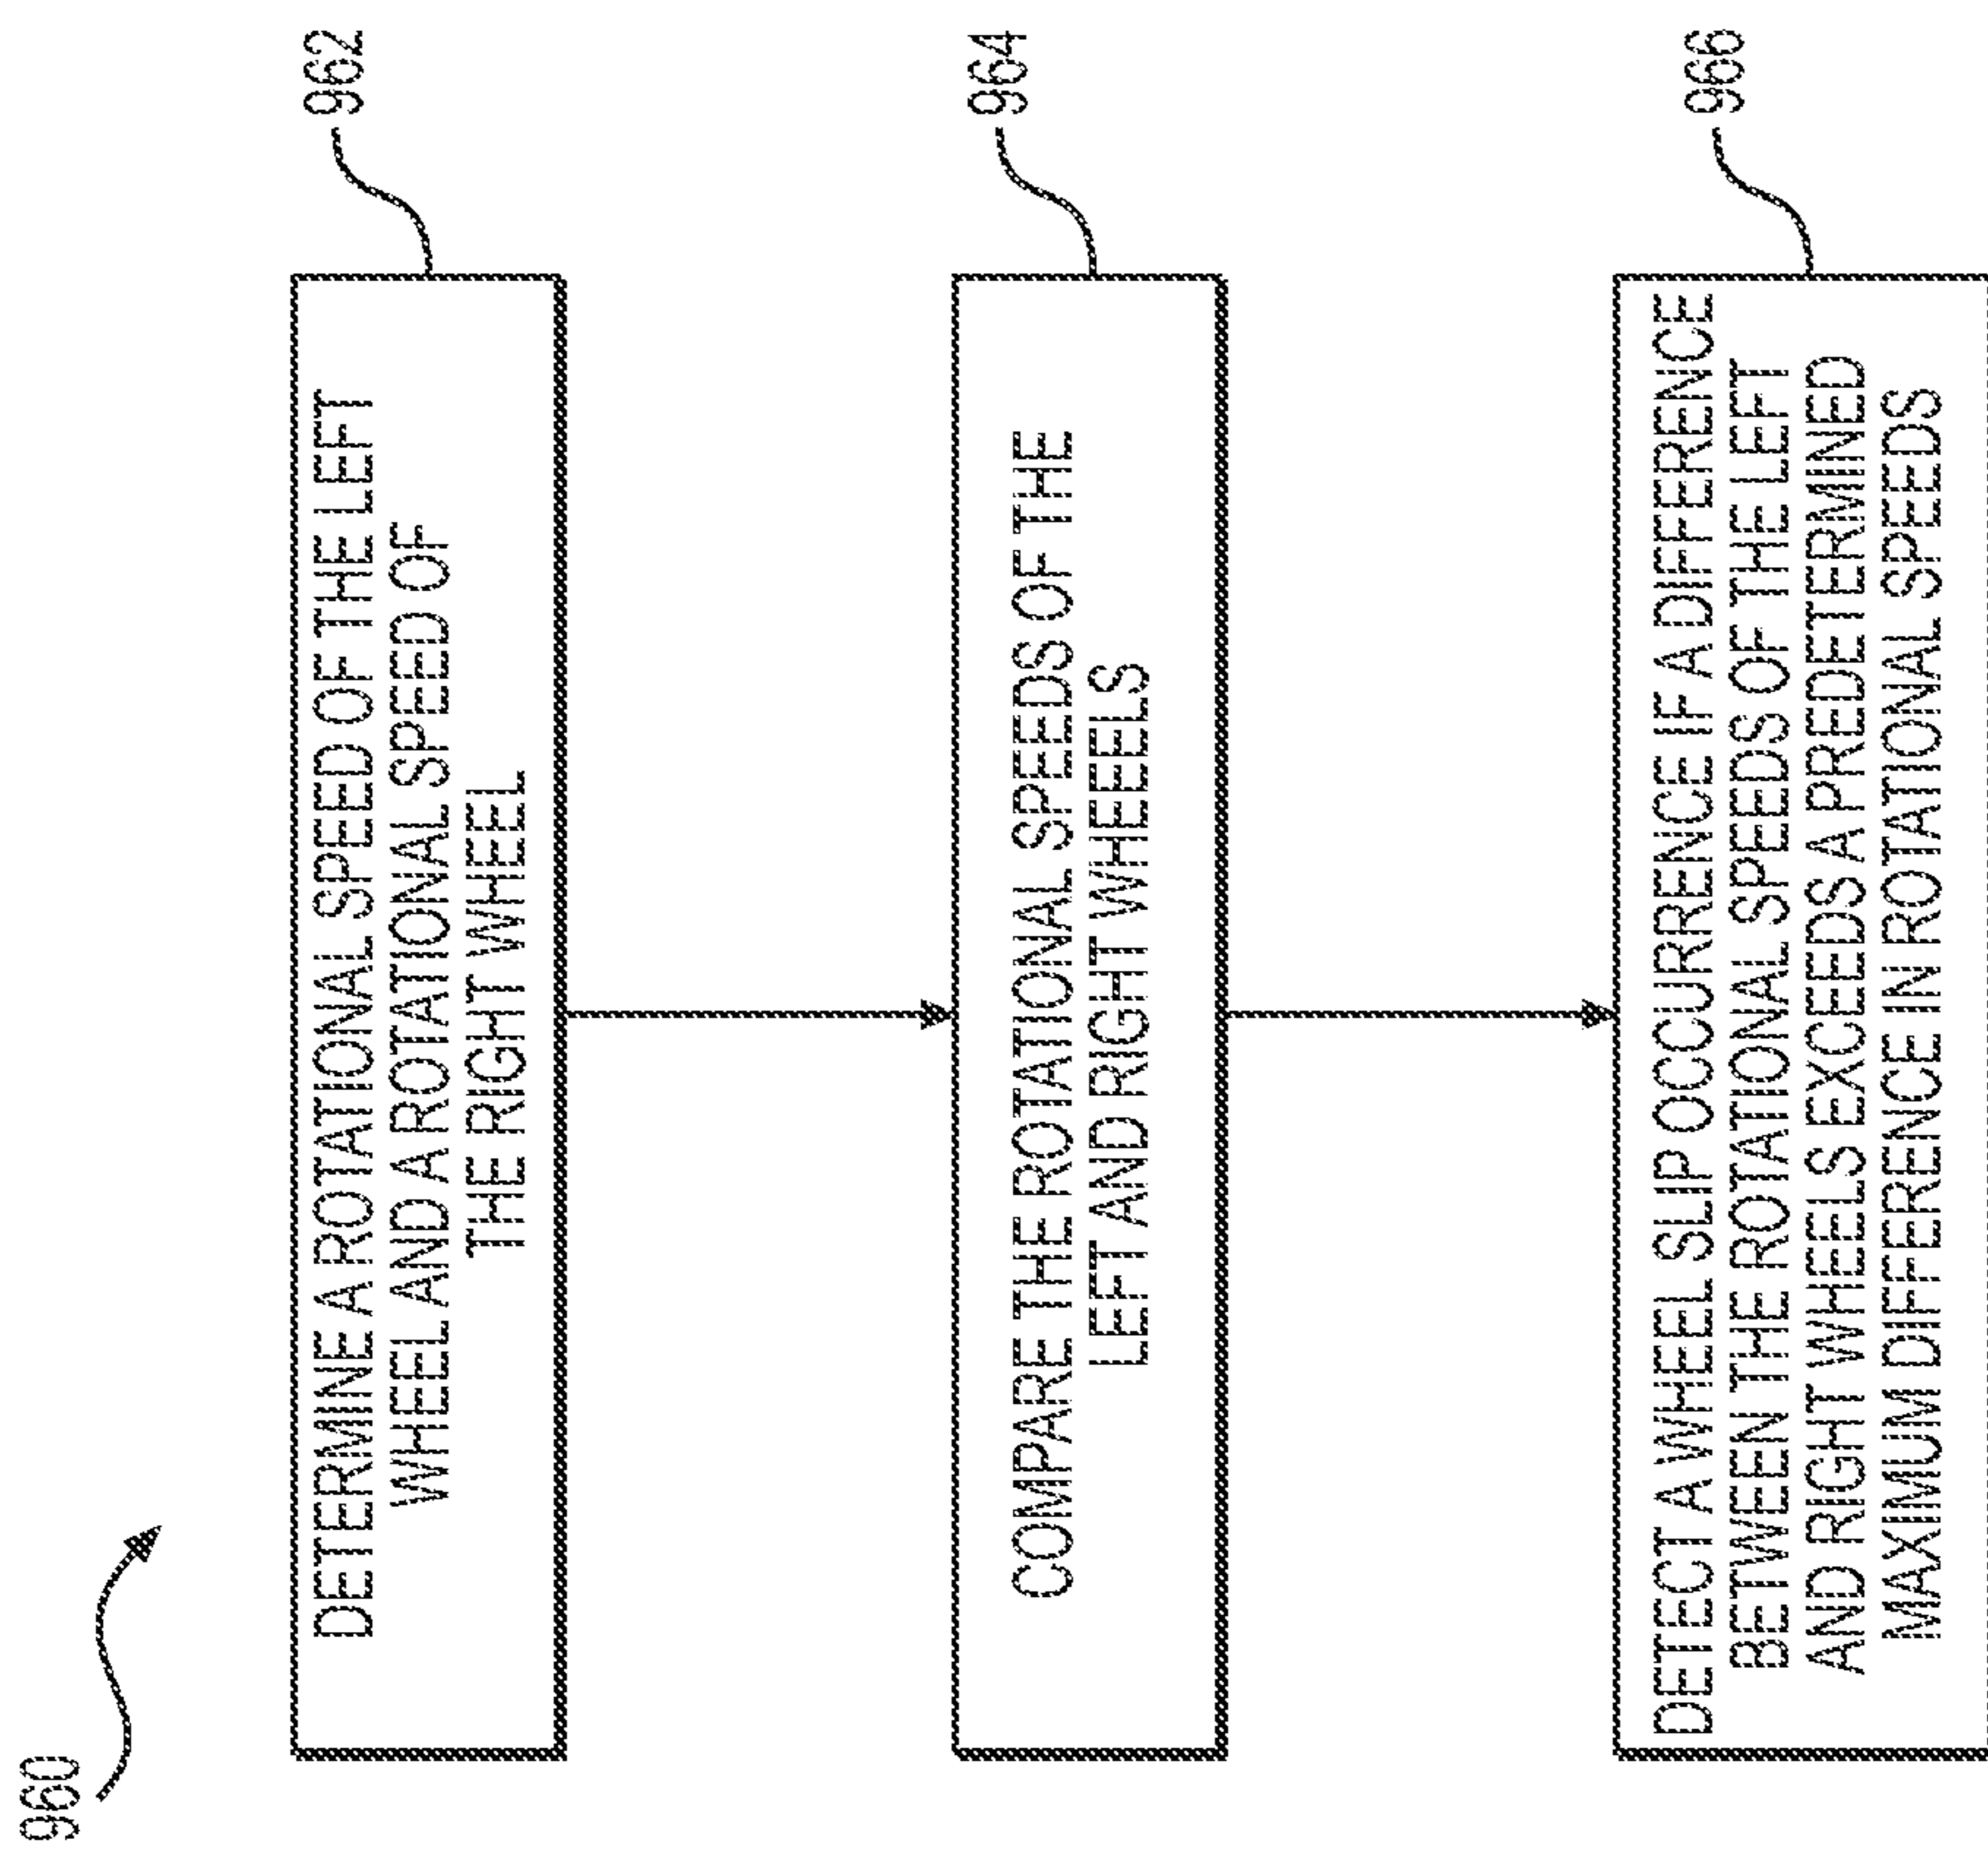 960
DETERMINE A ROTATIONAL SPEED OF THE LEFT
WHEEL AND A ROTATIONAL SPEED OF
THE RIGHT WHEEL
962
COMPARE THE ROTATIONAL SPEEDS OF THE
LEFT AND RIGHT WHEELS
964
DETECT A WHEEL SLIP OCCURRENCE IF A DIFFERENCE
BETWEEN THE ROTATIONAL SPEEDS OF THE LEFT
AND RIGHT WHEELS EXCEEDS A PREDETERMINED
MAXIMUM DIFFERENCE IN ROTATIONAL SPEEDS
966